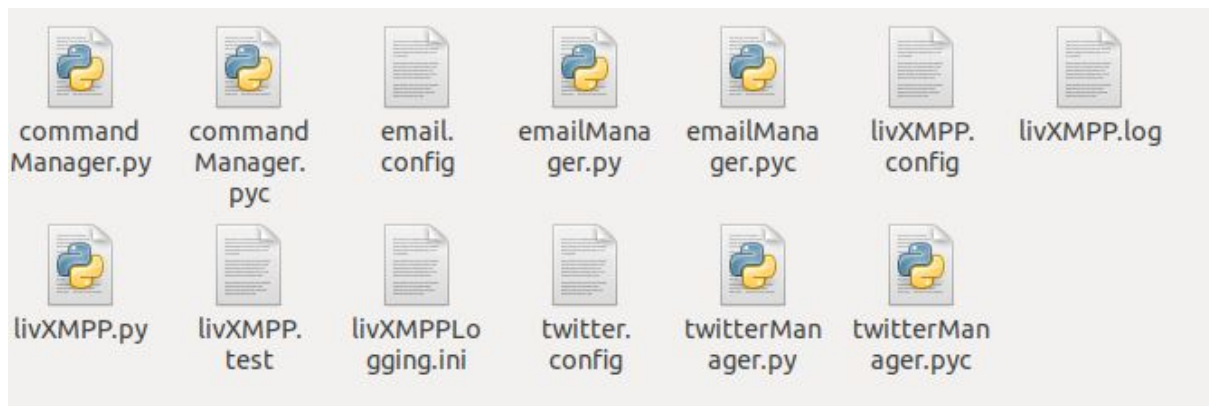 command
Manager.py
command
Manager.
pyc
email.
config
emailMana
ger.py
emailMana
ger.pyc
livXMPP.
config
livXMPP.log
livXMPP.py
livXMPP.
test
livXMPPLo
gging.ini
twitter.
config
twitterMan
ager.py
twitterMan
ager.pyc